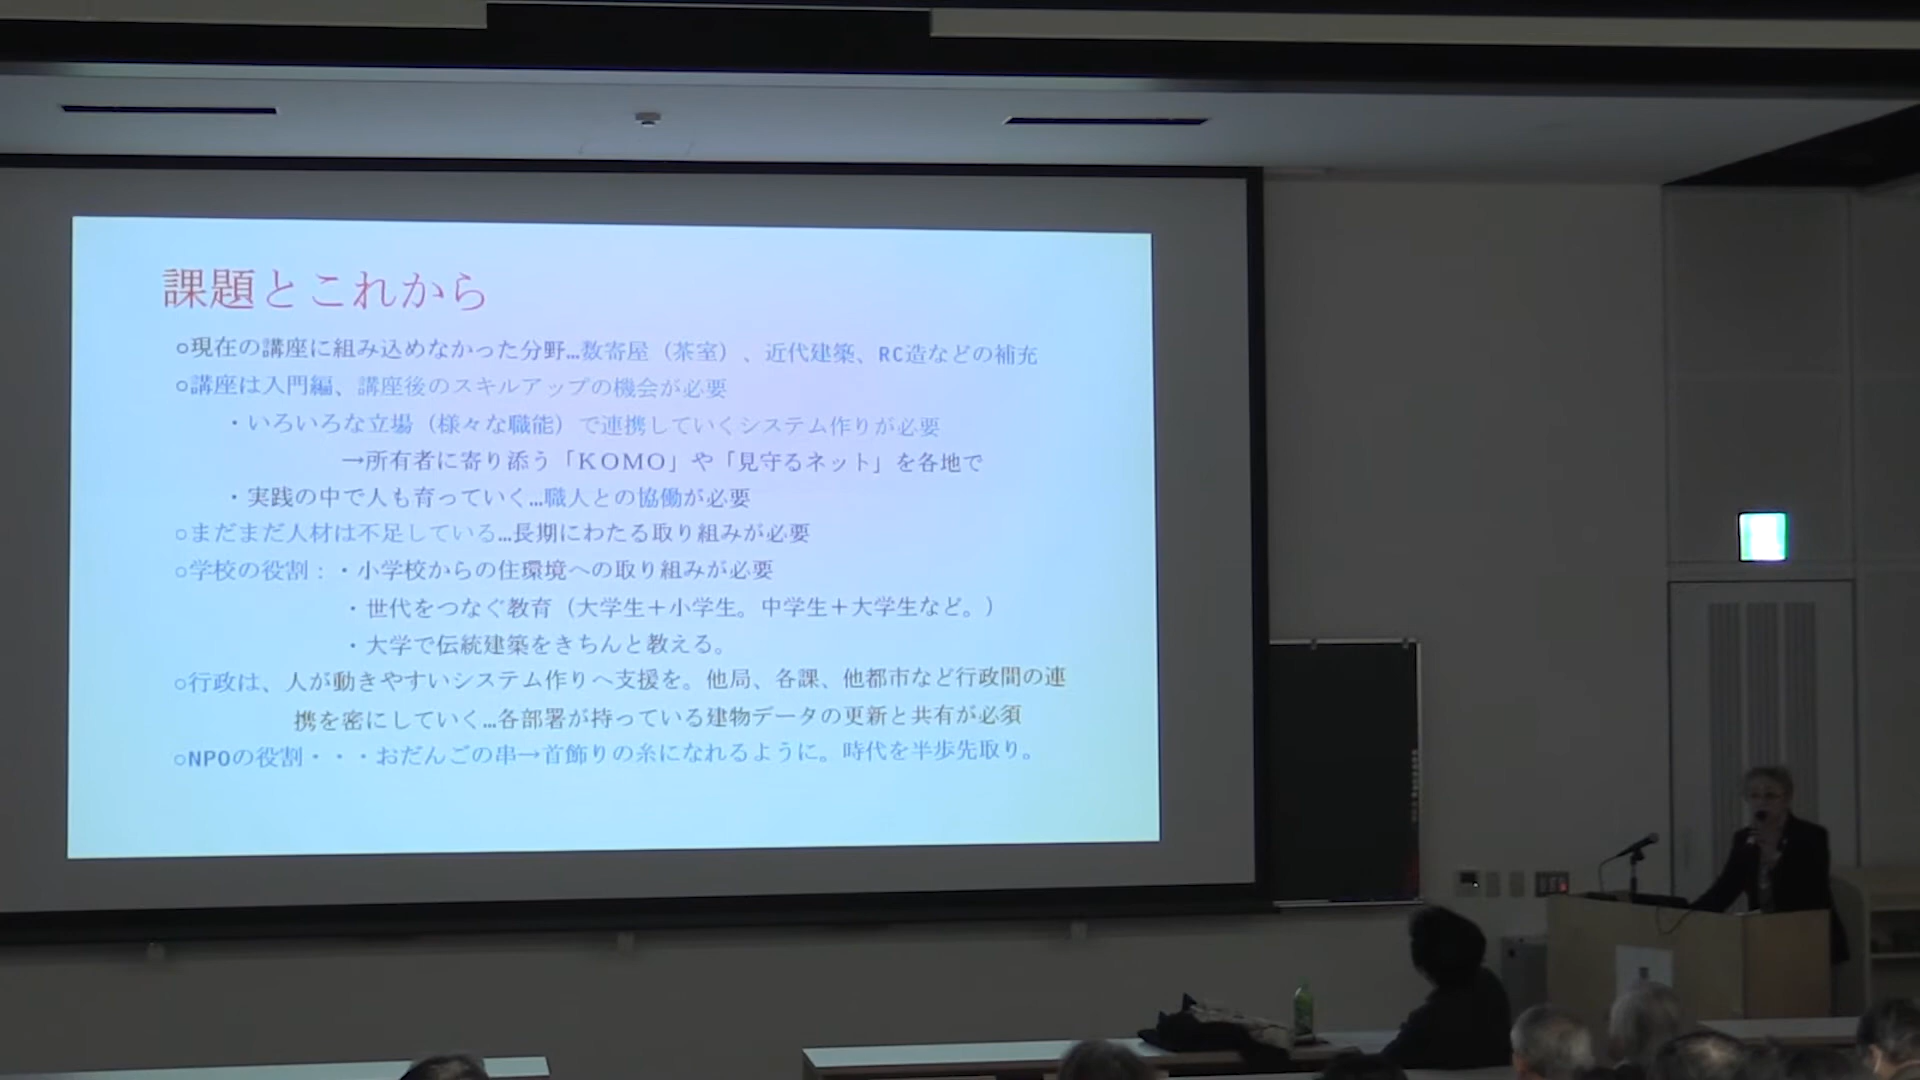 課題とこれから
○現在の講座に組み込めなかった分野…数寄屋（茶室）、近代建築、RC造などの補充
○講座は入門編、講座後のスキルアップの機会が必要
・いろいろな立場（様々な職能）で連携していくシステム作りが必要
→所有者に寄り添う「KOMO」や「見守るネット」を各地で
・実践の中で人も育っていく…職人との協働が必要
○まだまだ人材は不足している…長期にわたる取り組みが必要
○学校の役割：・小学校からの住環境への取り組みが必要
・世代をつなぐ教育（大学生＋小学生。中学生＋大学生など。）
・大学で伝統建築をきちんと教える。
○行政は、人が動きやすいシステム作りへ支援を。他局、各課、他都市など行政間の連
携を密にしていく…各部署が持っている建物データの更新と共有が必須
○NPOの役割・・・おだんごの串→首飾りの糸になれるように。時代を半歩先取り。